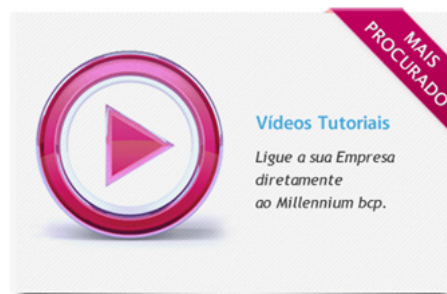 MAIS
PROCURADO
Vídeos Tutoriais
Ligue a sua Empresa
diretamente
ao Millennium bcp.